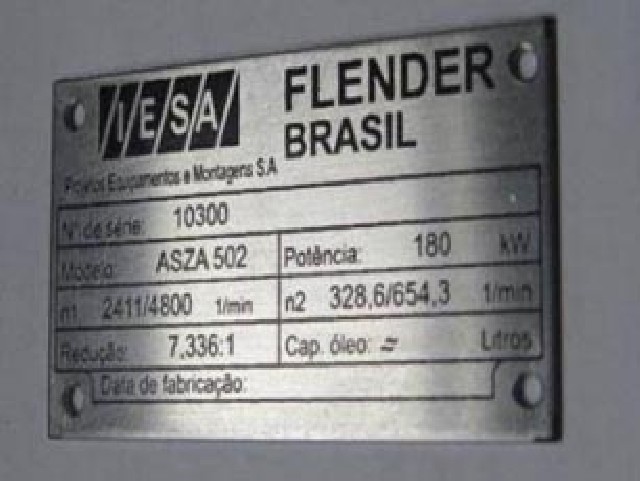 IESA
FLENDER
BRASIL
Projetos Equipamentos e Montagens S.A
Nº de série: 10300
Modelo: ASZA 502
Potência: 180 kW
n1 2411/4800 1/min
n2 328,6/654,3 1/min
Redução: 7,336:1
Cap. óleo: = Litros
Data de fabricação: